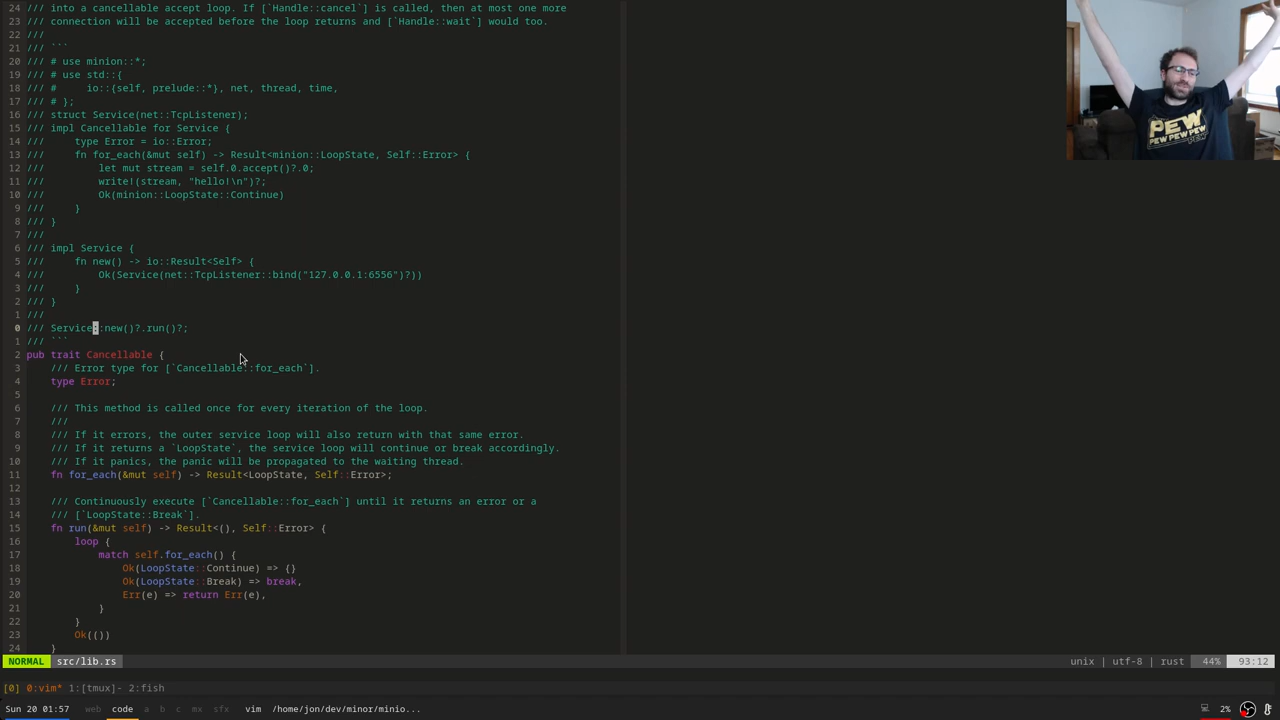 24 /// into a cancellable accept loop. If [`Handle::cancel`] is called, then at most one more
23 /// connection will be accepted before the loop returns and [`Handle::wait`] would too.
22 ///
21 /// ```
20 /// # use minion::*;
19 /// # use std::{
18 /// #     io::{self, prelude::*}, net, thread, time,
17 /// # };
16 /// struct Service(net::TcpListener);
15 /// impl Cancellable for Service {
14 ///     type Error = io::Error;
13 ///     fn for_each(&mut self) -> Result<minion::LoopState, Self::Error> {
12 ///         let mut stream = self.0.accept()?.0;
11 ///         write!(stream, "hello!\n")?;
10 ///         Ok(minion::LoopState::Continue)
9 ///     }
8 /// }
7 ///
6 /// impl Service {
5 ///     fn new() -> io::Result<Self> {
4 ///         Ok(Service(net::TcpListener::bind("127.0.0.1:6556")?))
3 ///     }
2 /// }
1 ///
0 /// Service::new()?.run()?;
1 /// ```
2 pub trait Cancellable {
3     /// Error type for [`Cancellable::for_each`].
4     type Error;
5
6     /// This method is called once for every iteration of the loop.
7     ///
8     /// If it errors, the outer service loop will also return with that same error.
9     /// If it returns a `LoopState`, the service loop will continue or break accordingly.
10     /// If it panics, the panic will be propagated to the waiting thread.
11     fn for_each(&mut self) -> Result<LoopState, Self::Error>;
12
13     /// Continuously execute [`Cancellable::for_each`] until it returns an error or a
14     /// [`LoopState::Break`].
15     fn run(&mut self) -> Result<(), Self::Error> {
16         loop {
17             match self.for_each() {
18                 Ok(LoopState::Continue) => {}
19                 Ok(LoopState::Break) => break,
20                 Err(e) => return Err(e),
21             }
22         }
23         Ok(())
24     }
PEW
PEW PEW PEW
NORMAL src/lib.rs unix | utf-8 | rust 44% 93:12
[0] 0:vim* 1:[tmux]- 2:fish
Sun 20 01:57 web code a b c mx sfx vim /home/jon/dev/minor/minio... 2%